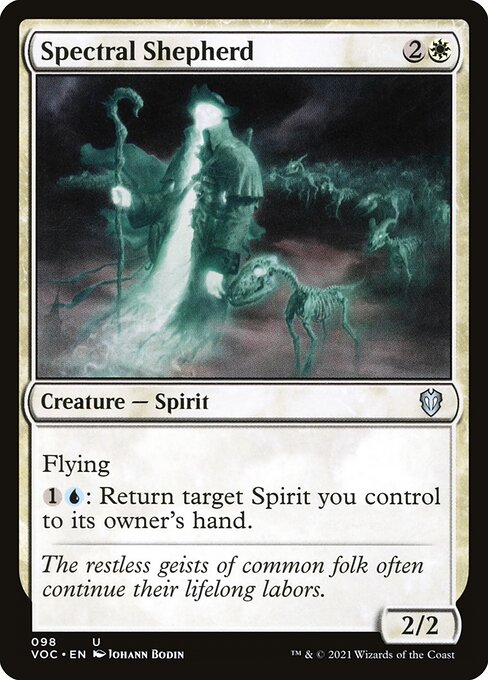 Spectral Shepherd 2
Creature — Spirit
Flying
1: Return target Spirit you control
to its owner's hand.
The restless geists of common folk often
continue their lifelong labors.
2/2
098 U
VOC • EN Johann Bodin
™ & © 2021 Wizards of the Coast